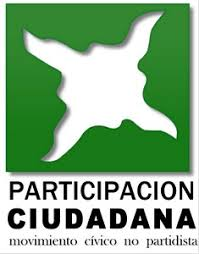 PARTICIPACION
CIUDADANA
movimiento cívico no partidista